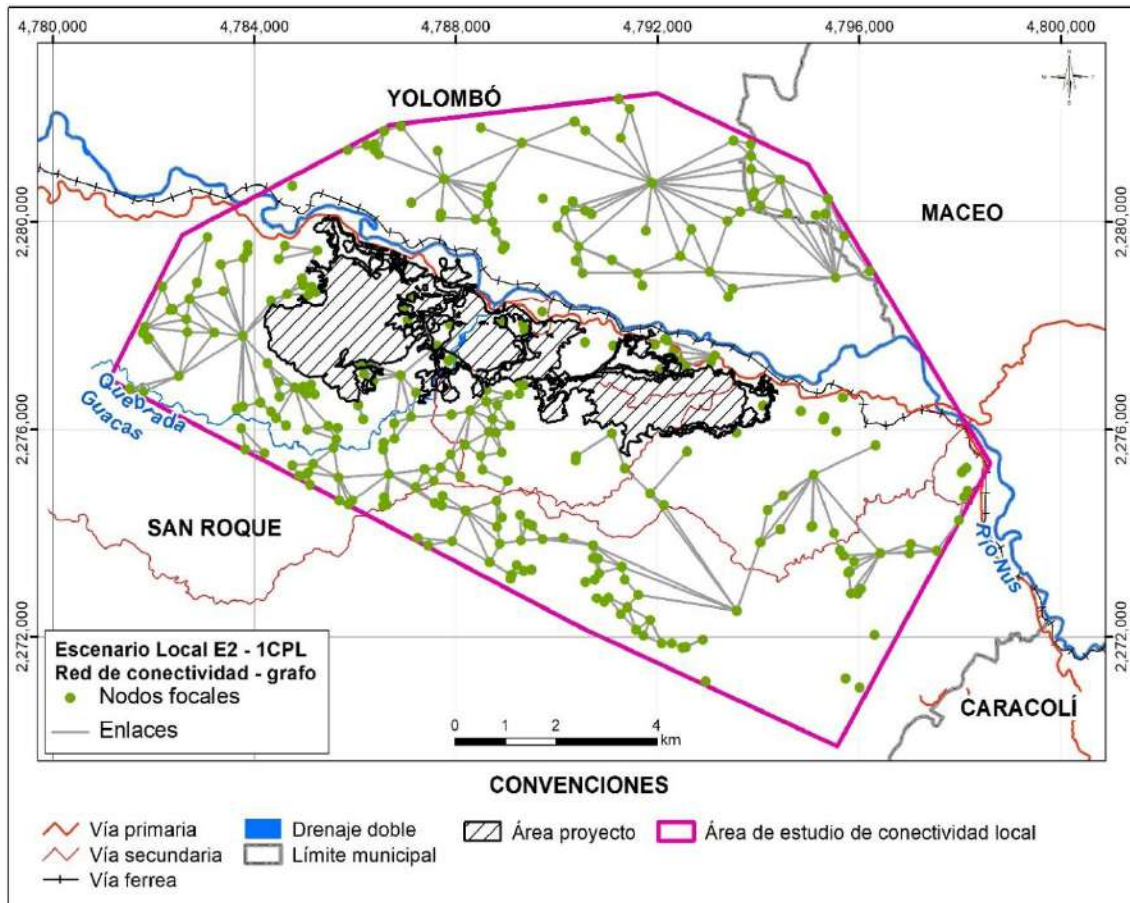 4,780,000 4,784,000 4,788,000 4,792,000 4,796,000 4,800,000
YOLOMBÓ
MACEO
2,280,000 2,280,000
2,276,000 2,276,000
Quebrada
Guacas
SAN ROQUE
Río Nus
2,272,000 2,272,000
CARACOLÍ
Escenario Local E2 - 1CPL
Red de conectividad - grafo
Nodos focales
Enlaces
0 1 2 4
km
CONVENCIONES
Vía primaria Drenaje doble Área proyecto Área de estudio de conectividad local
Vía secundaria Límite municipal
Vía ferrea